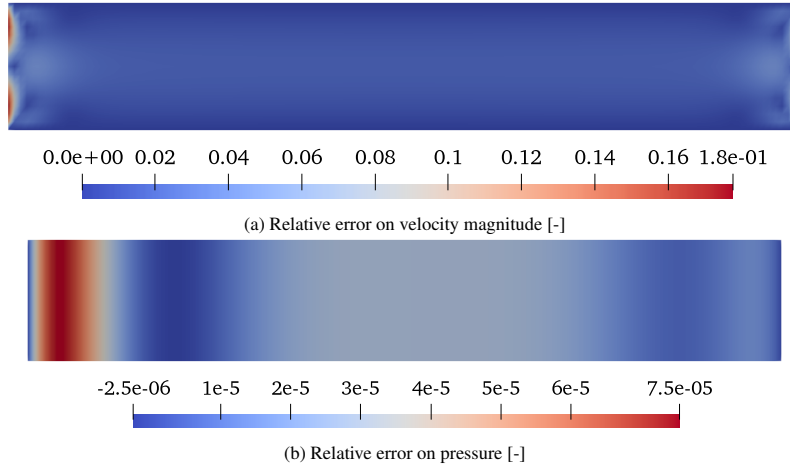 0.0e+00 0.02 0.04 0.06 0.08 0.1 0.12 0.14 0.16 1.8e-01
(a) Relative error on velocity magnitude [-]
-2.5e-06 1e-5 2e-5 3e-5 4e-5 5e-5 6e-5 7.5e-05
(b) Relative error on pressure [-]